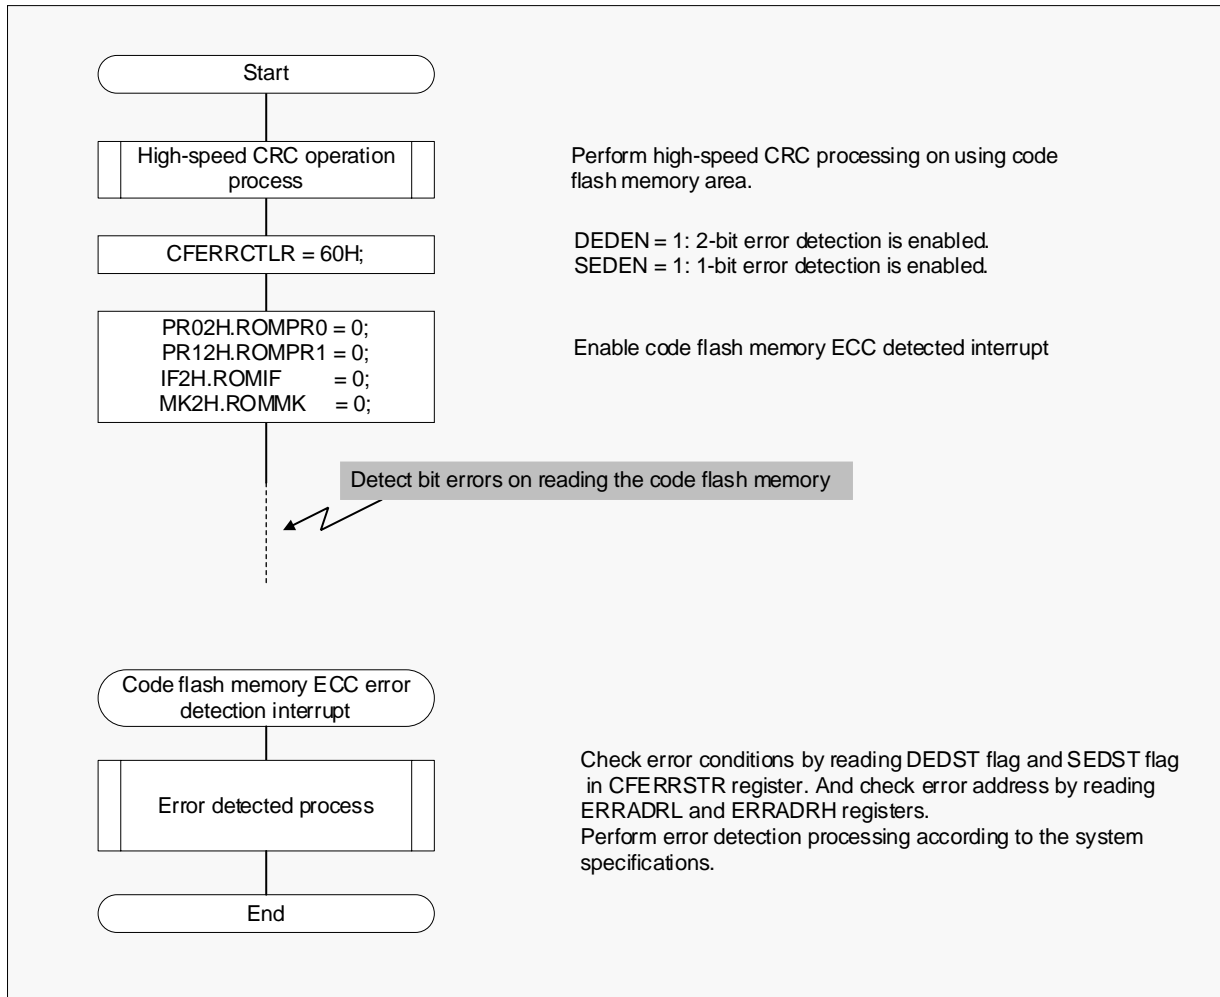 Start
High-speed CRC operation
process
Perform high-speed CRC processing on using code
flash memory area.
CFERRCTLR = 60H;
DEDEN = 1: 2-bit error detection is enabled.
SEDEN = 1: 1-bit error detection is enabled.
PR02H.ROMPR0 = 0;
PR12H.ROMPR1 = 0;
IF2H.ROMIF = 0;
MK2H.ROMMK = 0;
Enable code flash memory ECC detected interrupt
Detect bit errors on reading the code flash memory
Code flash memory ECC error
detection interrupt
Error detected process
Check error conditions by reading DEDST flag and SEDST flag
in CFERRSTR register. And check error address by reading
ERRADRL and ERRADRH registers.
Perform error detection processing according to the system
specifications.
End